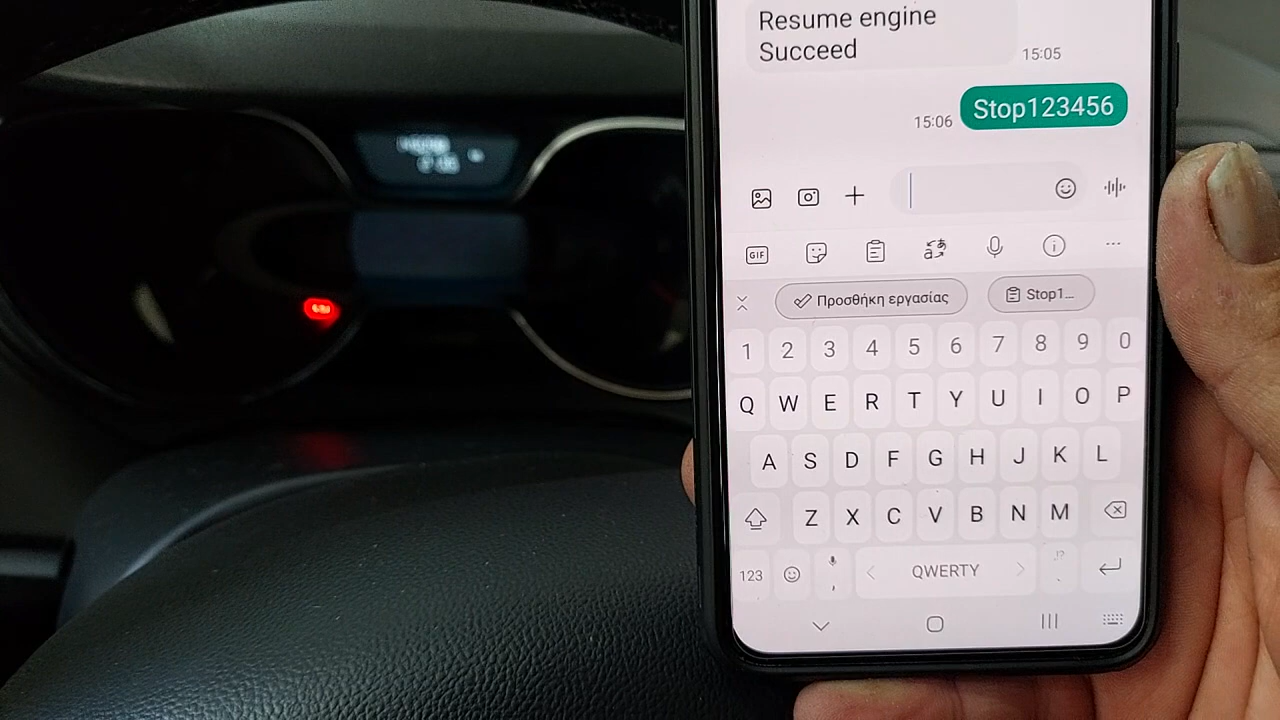 Resume engine
Succeed
15:05
15:06 Stop123456
GIF
Προσθήκη εργασίας
Stop1...
1 2 3 4 5 6 7 8 9 0
Q W E R T Y U I O P
A S D F G H J K L
Z X C V B N M
!?
123 , QWERTY .